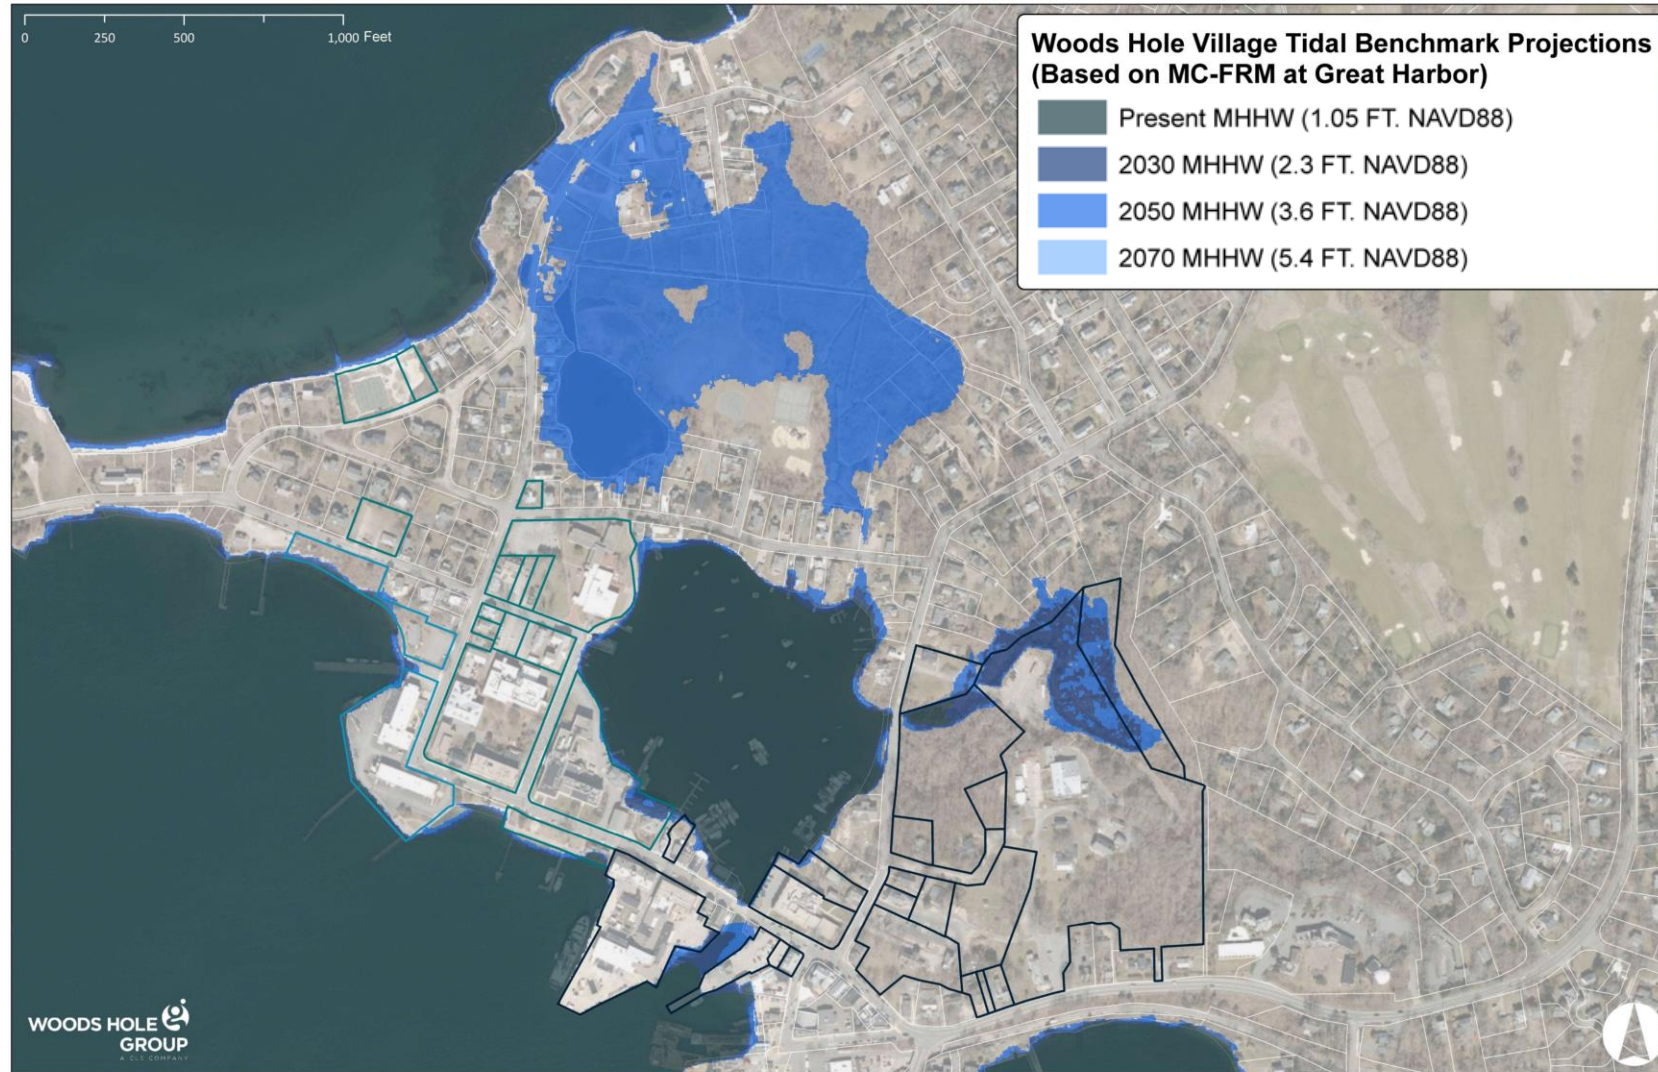 0 250 500 1,000 Feet
Woods Hole Village Tidal Benchmark Projections
(Based on MC-FRM at Great Harbor)
Present MHHW (1.05 FT. NAVD88)
2030 MHHW (2.3 FT. NAVD88)
2050 MHHW (3.6 FT. NAVD88)
2070 MHHW (5.4 FT. NAVD88)
WOODS HOLE
GROUP
A CLS COMPANY